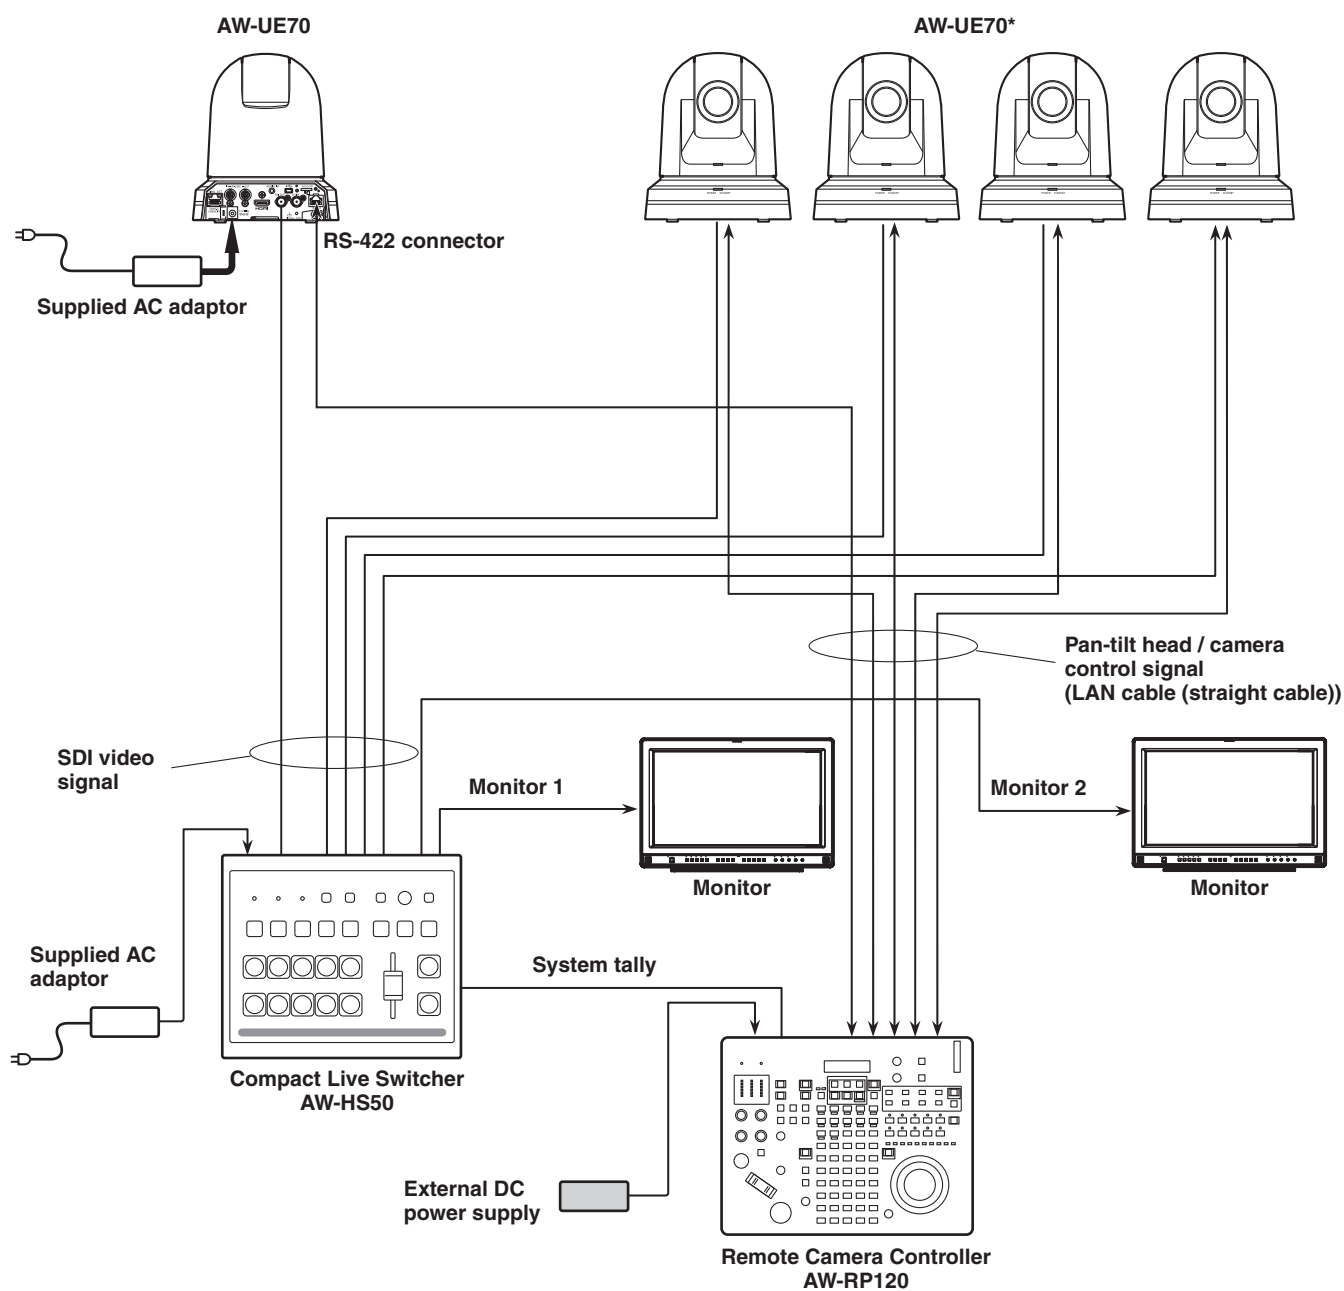 AW-UE70
AW-UE70*
RS-422 connector
Supplied AC adaptor
Pan-tilt head / camera
control signal
(LAN cable (straight cable))
SDI video
signal
Monitor 1
Monitor 2
Monitor
Monitor
Supplied AC
adaptor
System tally
Compact Live Switcher
AW-HS50
External DC
power supply
Remote Camera Controller
AW-RP120